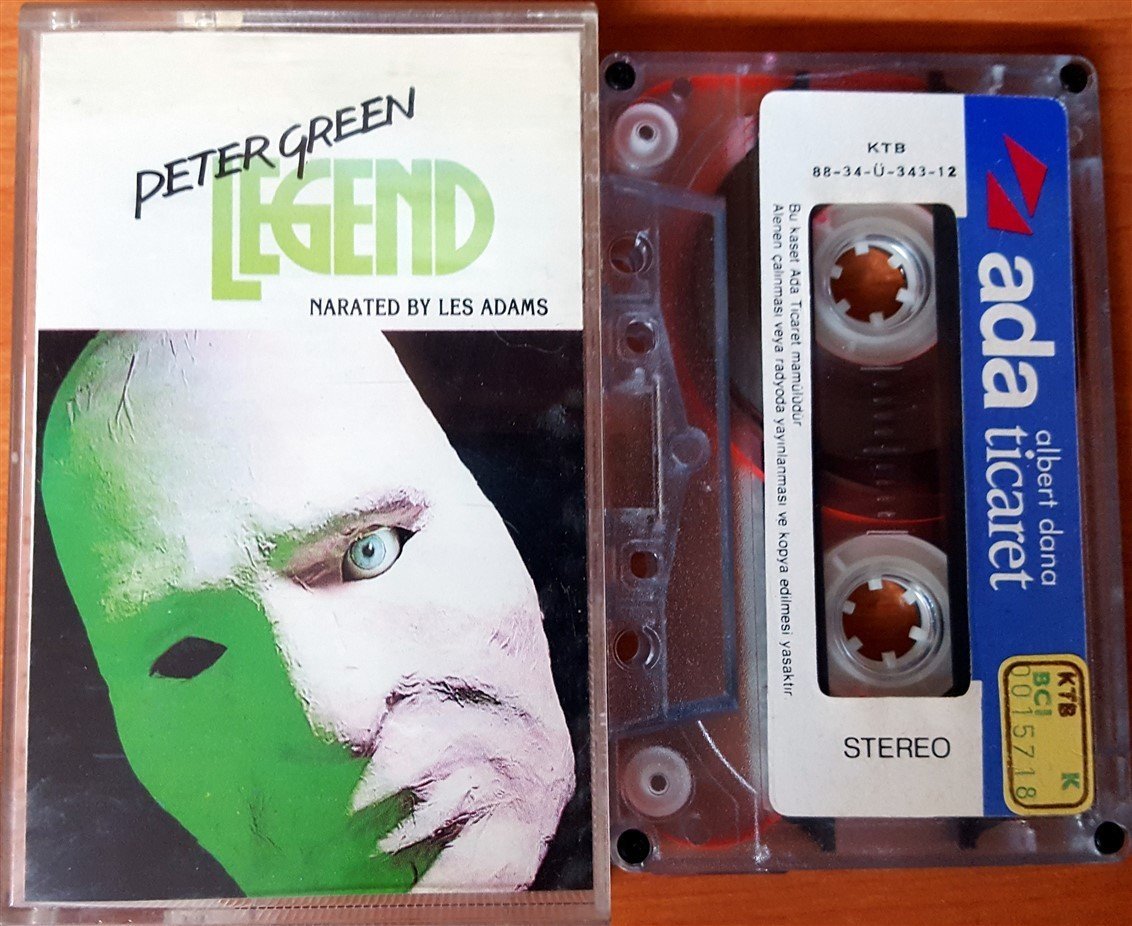 PETER GREEN
LEGEND
NARATED BY LES ADAMS
KTB
88-34-Ü-343-12
Bu kaset Ada Ticaret mamülüdür
Alenen çalınması veya radyoda yayınlanması ve kopya edilmesi yasaktır
STEREO
ada
albert dana
ticaret
KTB K
BCI
0015718